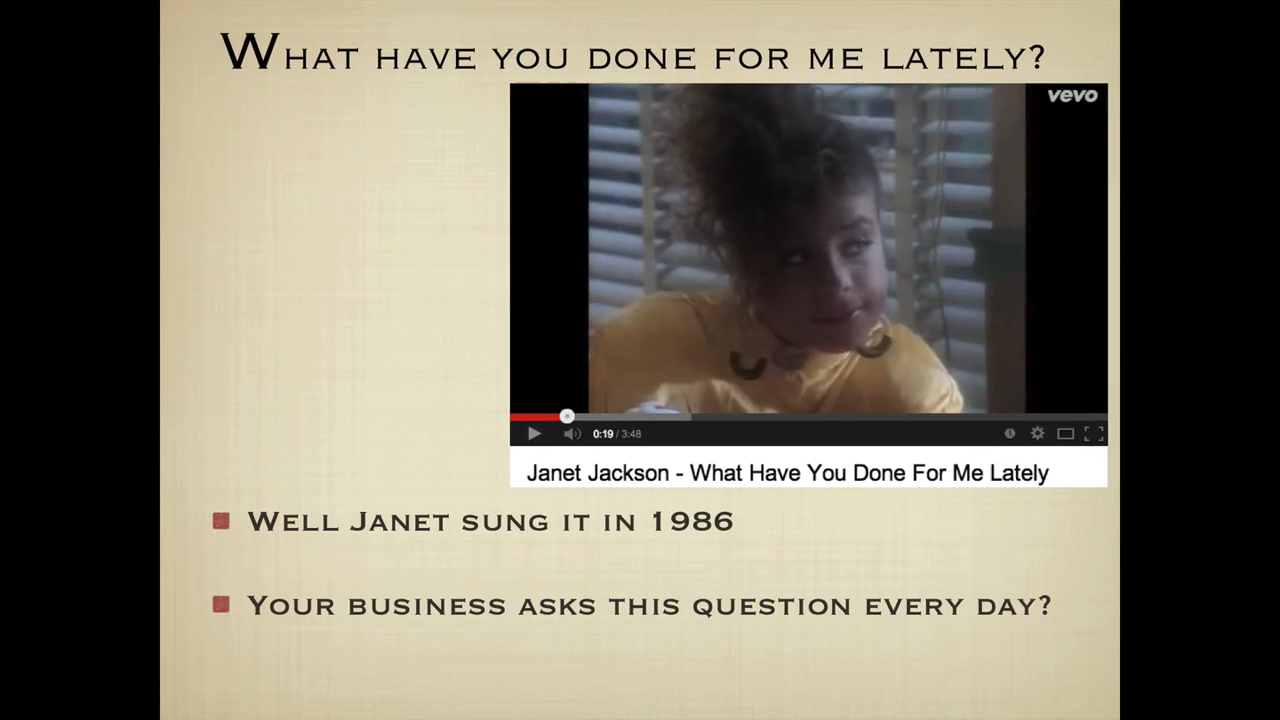 WHAT HAVE YOU DONE FOR ME LATELY?
vevo
0:19 / 3:48
Janet Jackson - What Have You Done For Me Lately
WELL JANET SUNG IT IN 1986
YOUR BUSINESS ASKS THIS QUESTION EVERY DAY?